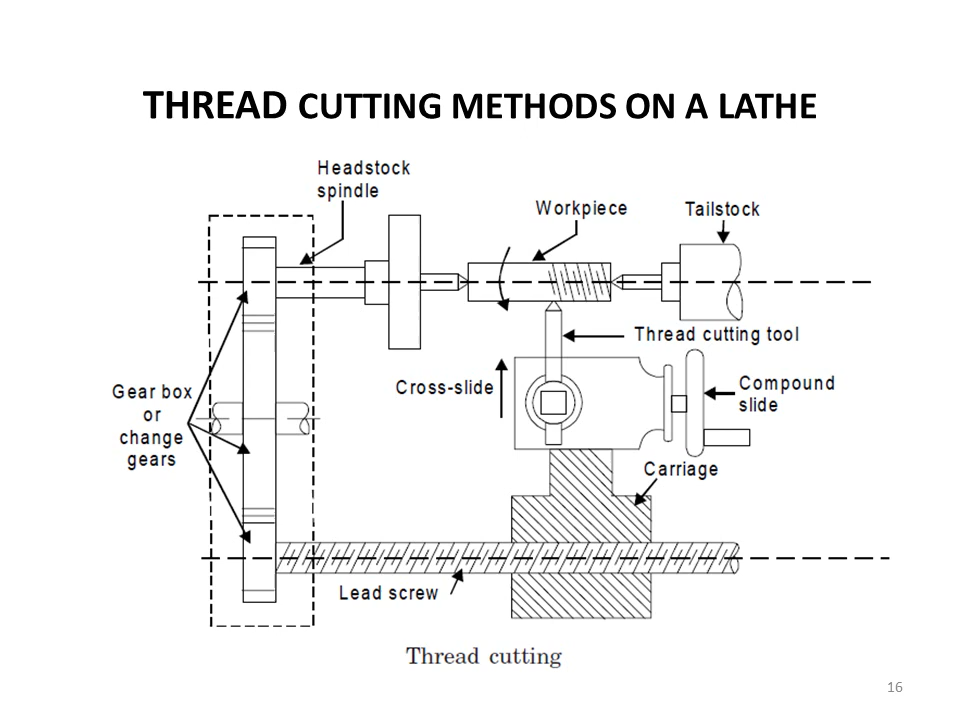 THREAD CUTTING METHODS ON A LATHE
Headstock
spindle
Workpiece
Tailstock
Thread cutting tool
Cross-slide
Compound
slide
Gear box
or
change
gears
Carriage
Lead screw
Thread cutting
16